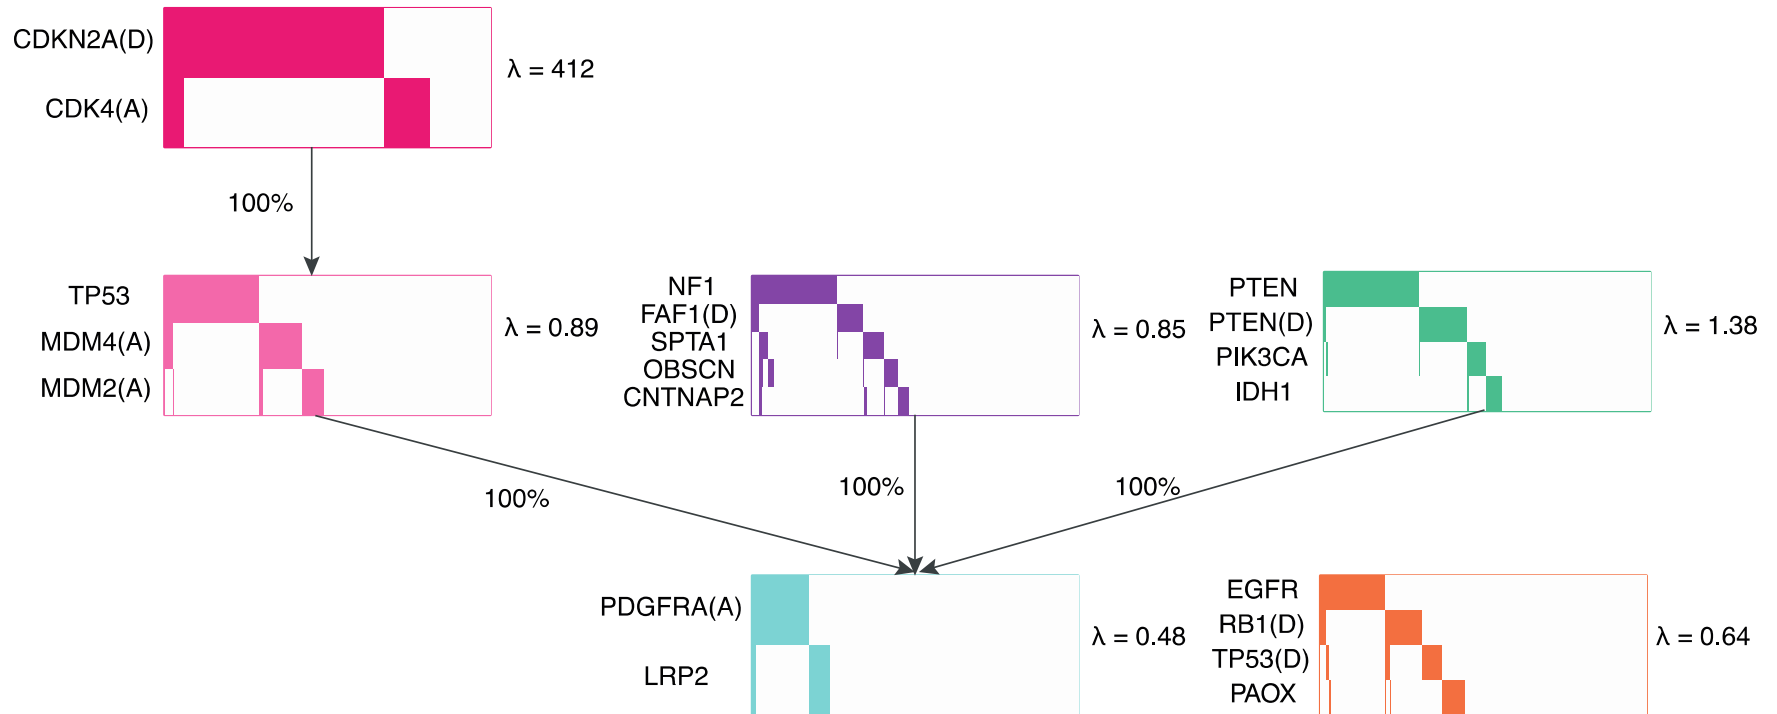 CDKN2A(D)
λ = 412
CDK4(A)
100%
TP53
MDM4(A)
MDM2(A)
λ = 0.89
NF1
FAF1(D)
SPTA1
OBSCN
CNTNAP2
λ = 0.85
PTEN
PTEN(D)
PIK3CA
IDH1
λ = 1.38
100%
100%
100%
PDGFRA(A)
LRP2
λ = 0.48
EGFR
RB1(D)
TP53(D)
PAOX
λ = 0.64